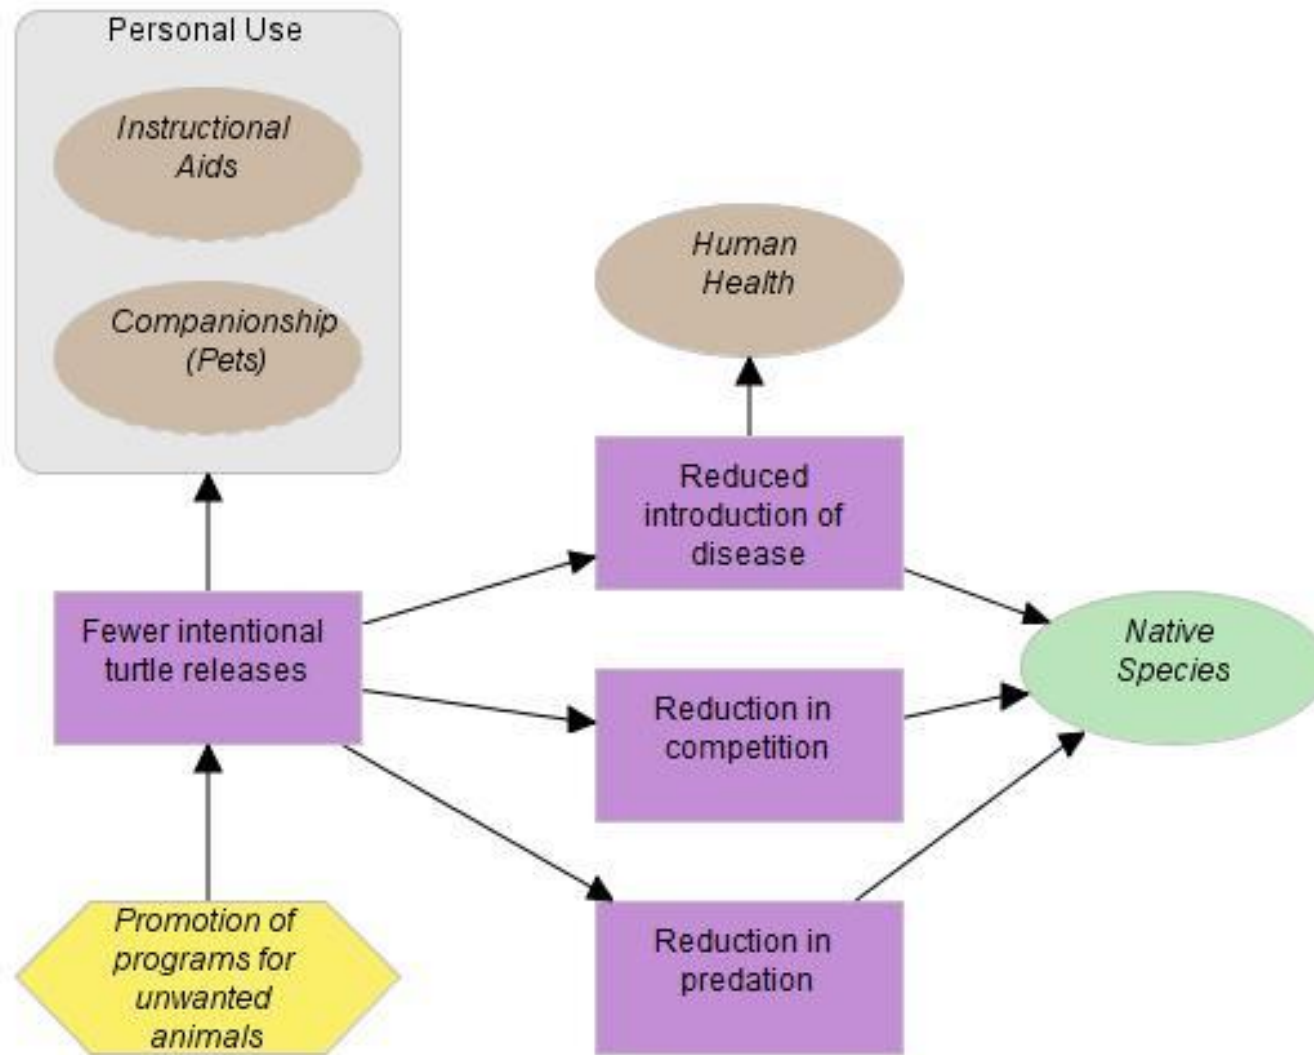 Personal Use
Instructional
Aids
Companionship
(Pets)
Human
Health
Reduced
introduction of
disease
Fewer intentional
turtle releases
Native
Species
Reduction in
competition
Promotion of
programs for
unwanted
animals
Reduction in
predation